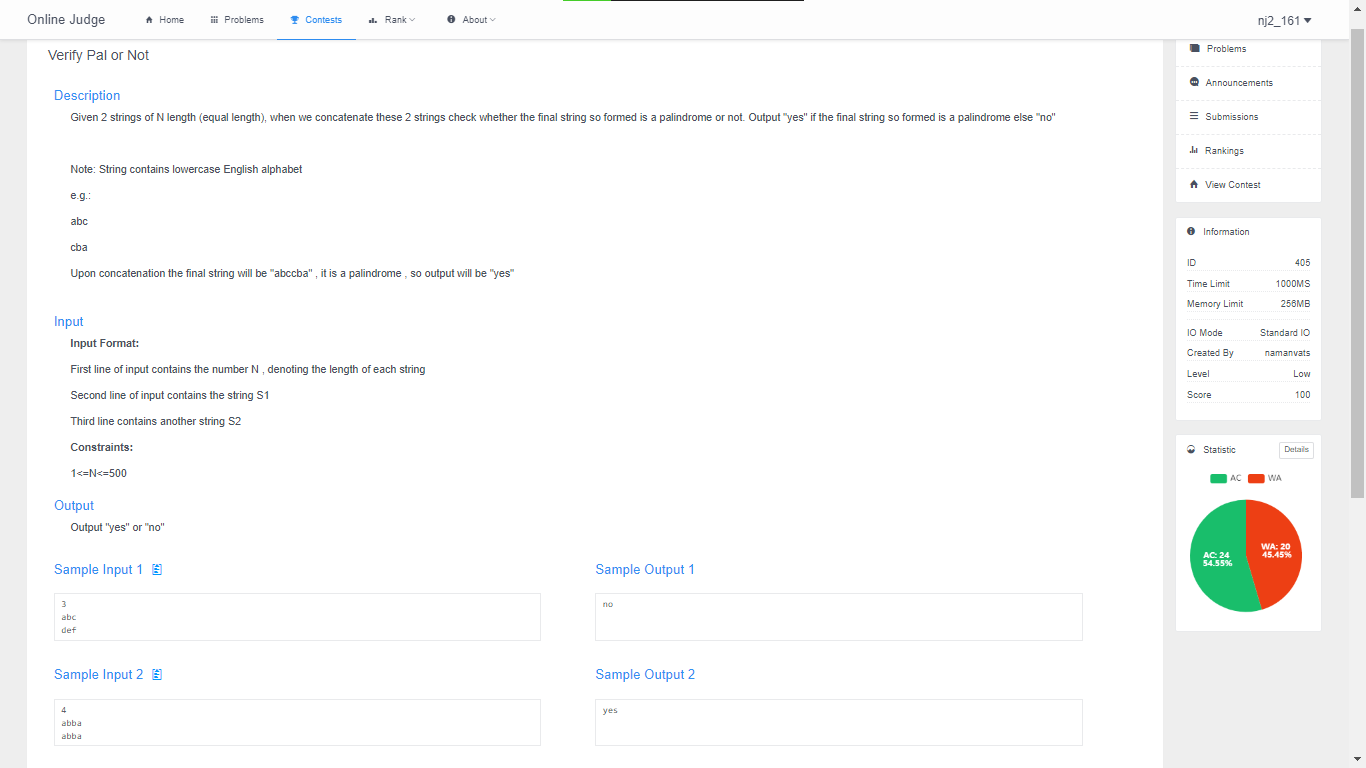 Online Judge
Home
Problems
Contests
Rank
About
nj2_161
Verify Pal or Not
Description
Given 2 strings of N length (equal length), when we concatenate these 2 strings check whether the final string so formed is a palindrome or not. Output "yes" if the final string so formed is a palindrome else "no"
Note: String contains lowercase English alphabet
e.g.:
abc
cba
Upon concatenation the final string will be "abccba" , it is a palindrome , so output will be "yes"
Input
Input Format:
First line of input contains the number N , denoting the length of each string
Second line of input contains the string S1
Third line contains another string S2
Constraints:
1<=N<=500
Output
Output "yes" or "no"
Sample Input 1
3
abc
def
Sample Output 1
no
Sample Input 2
4
abba
abba
Sample Output 2
yes
Problems
Announcements
Submissions
Rankings
View Contest
Information
ID 405
Time Limit 1000MS
Memory Limit 256MB
IO Mode Standard IO
Created By namanvats
Level Low
Score 100
Statistic
Details
AC WA
AC: 24
54.55%
WA: 20
45.45%